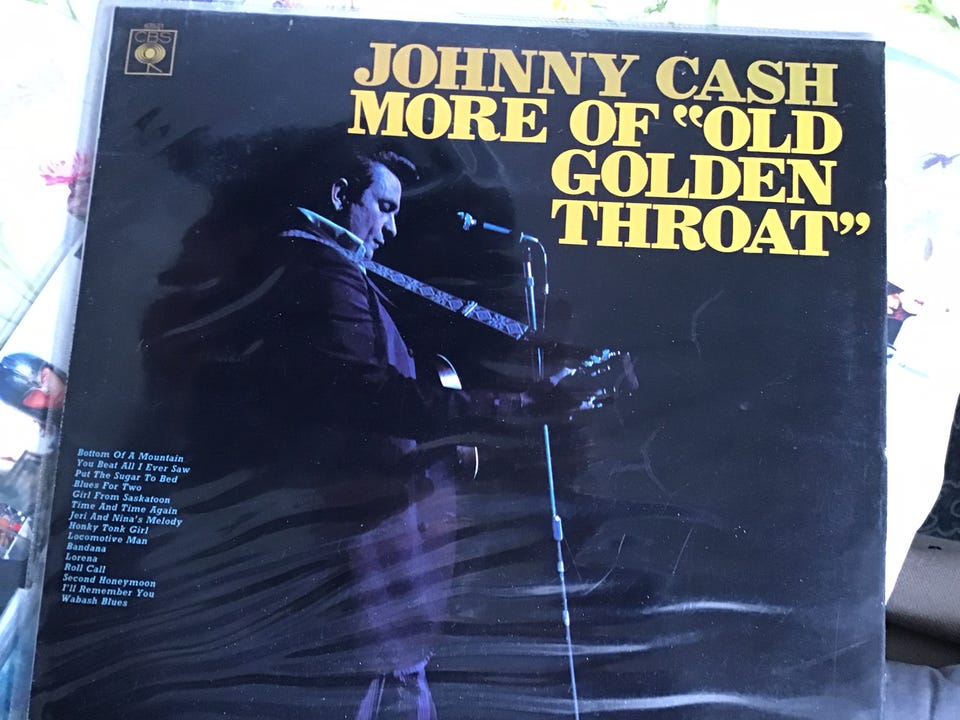 CBS
JOHNNY CASH
MORE OF “OLD
GOLDEN
THROAT”
Bottom Of A Mountain
You Beat All I Ever Saw
Put The Sugar To Bed
Blues For Two
Girl From Saskatoon
Time And Time Again
Jeri And Nina's Melody
Honky Tonk Girl
Locomotive Man
Bandana
Lorena
Roll Call
Second Honeymoon
I'll Remember You
Wabash Blues